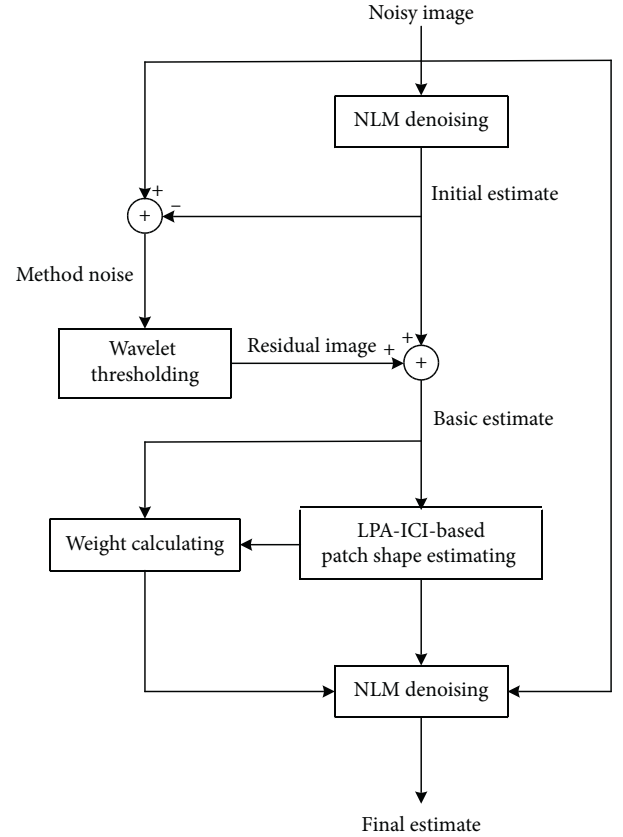 Noisy image
NLM denoising
Initial estimate
+
−
+
Method noise
Wavelet
thresholding
Residual image
+
+
+
Basic estimate
Weight calculating
LPA-ICI-based
patch shape estimating
NLM denoising
Final estimate